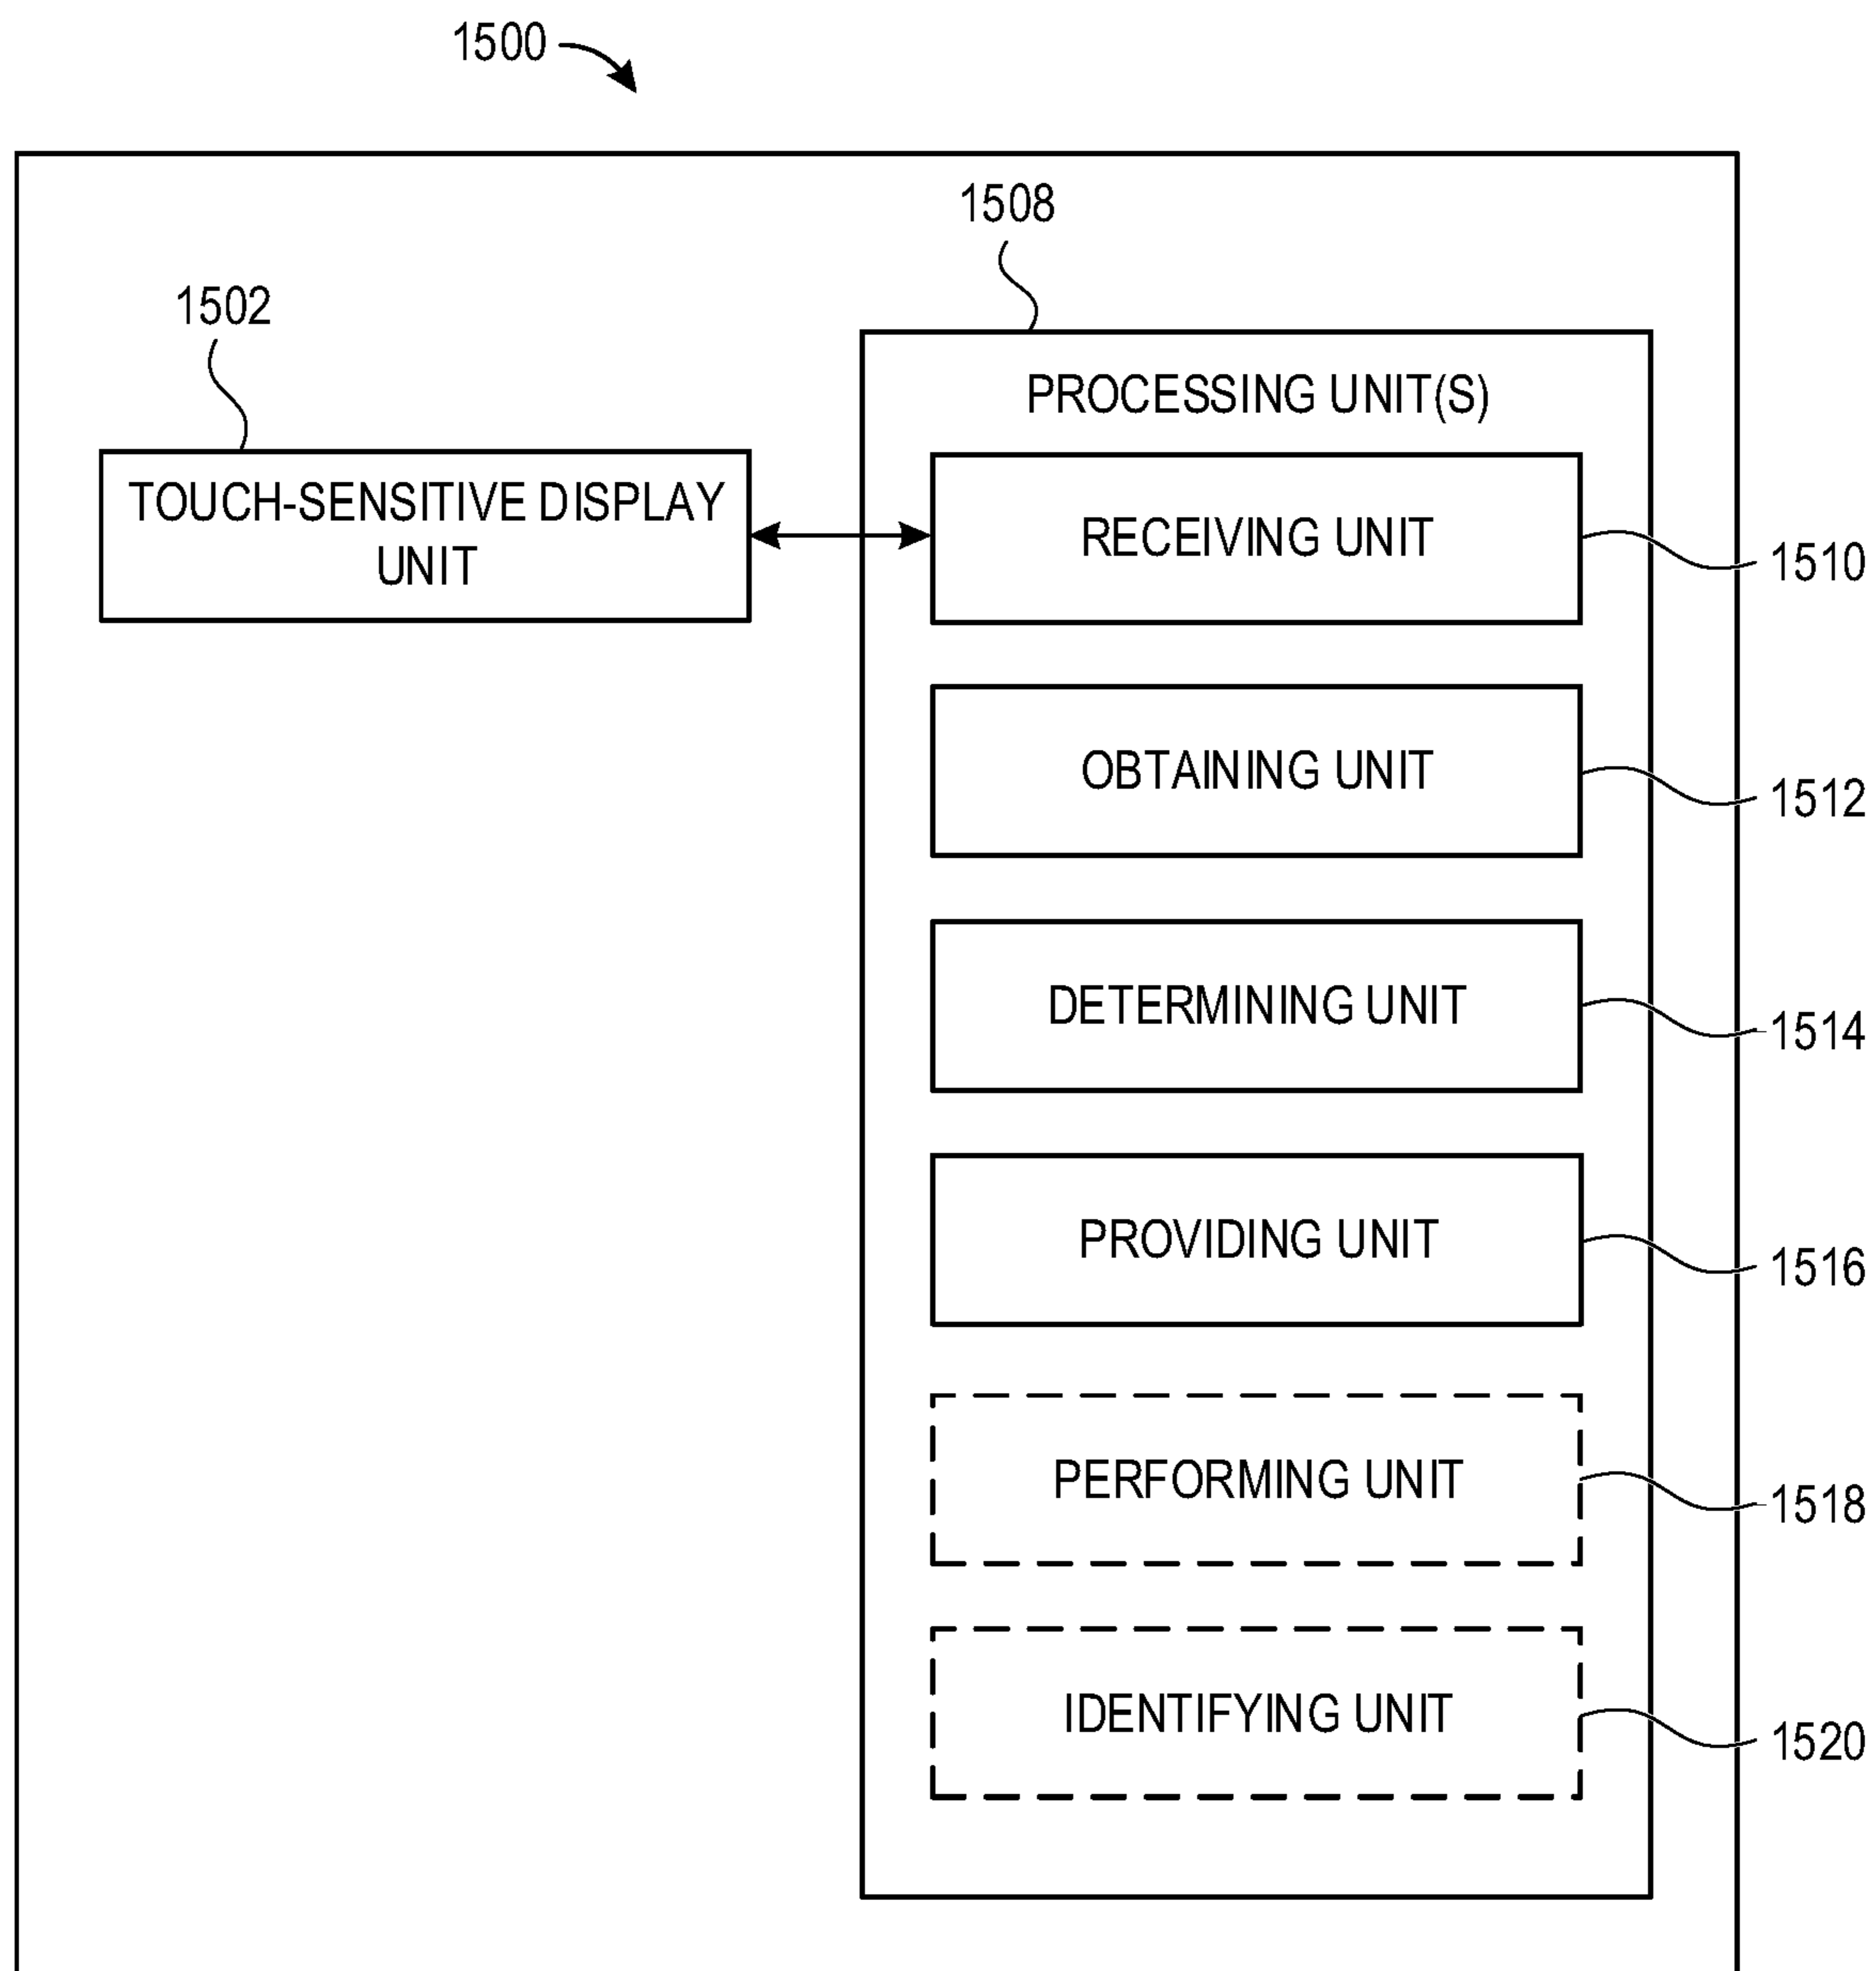 1500
1508
1502
PROCESSING UNIT(S)
TOUCH-SENSITIVE DISPLAY
UNIT
RECEIVING UNIT
1510
OBTAINING UNIT
1512
DETERMINING UNIT
1514
PROVIDING UNIT
1516
PERFORMING UNIT
1518
IDENTIFYING UNIT
1520